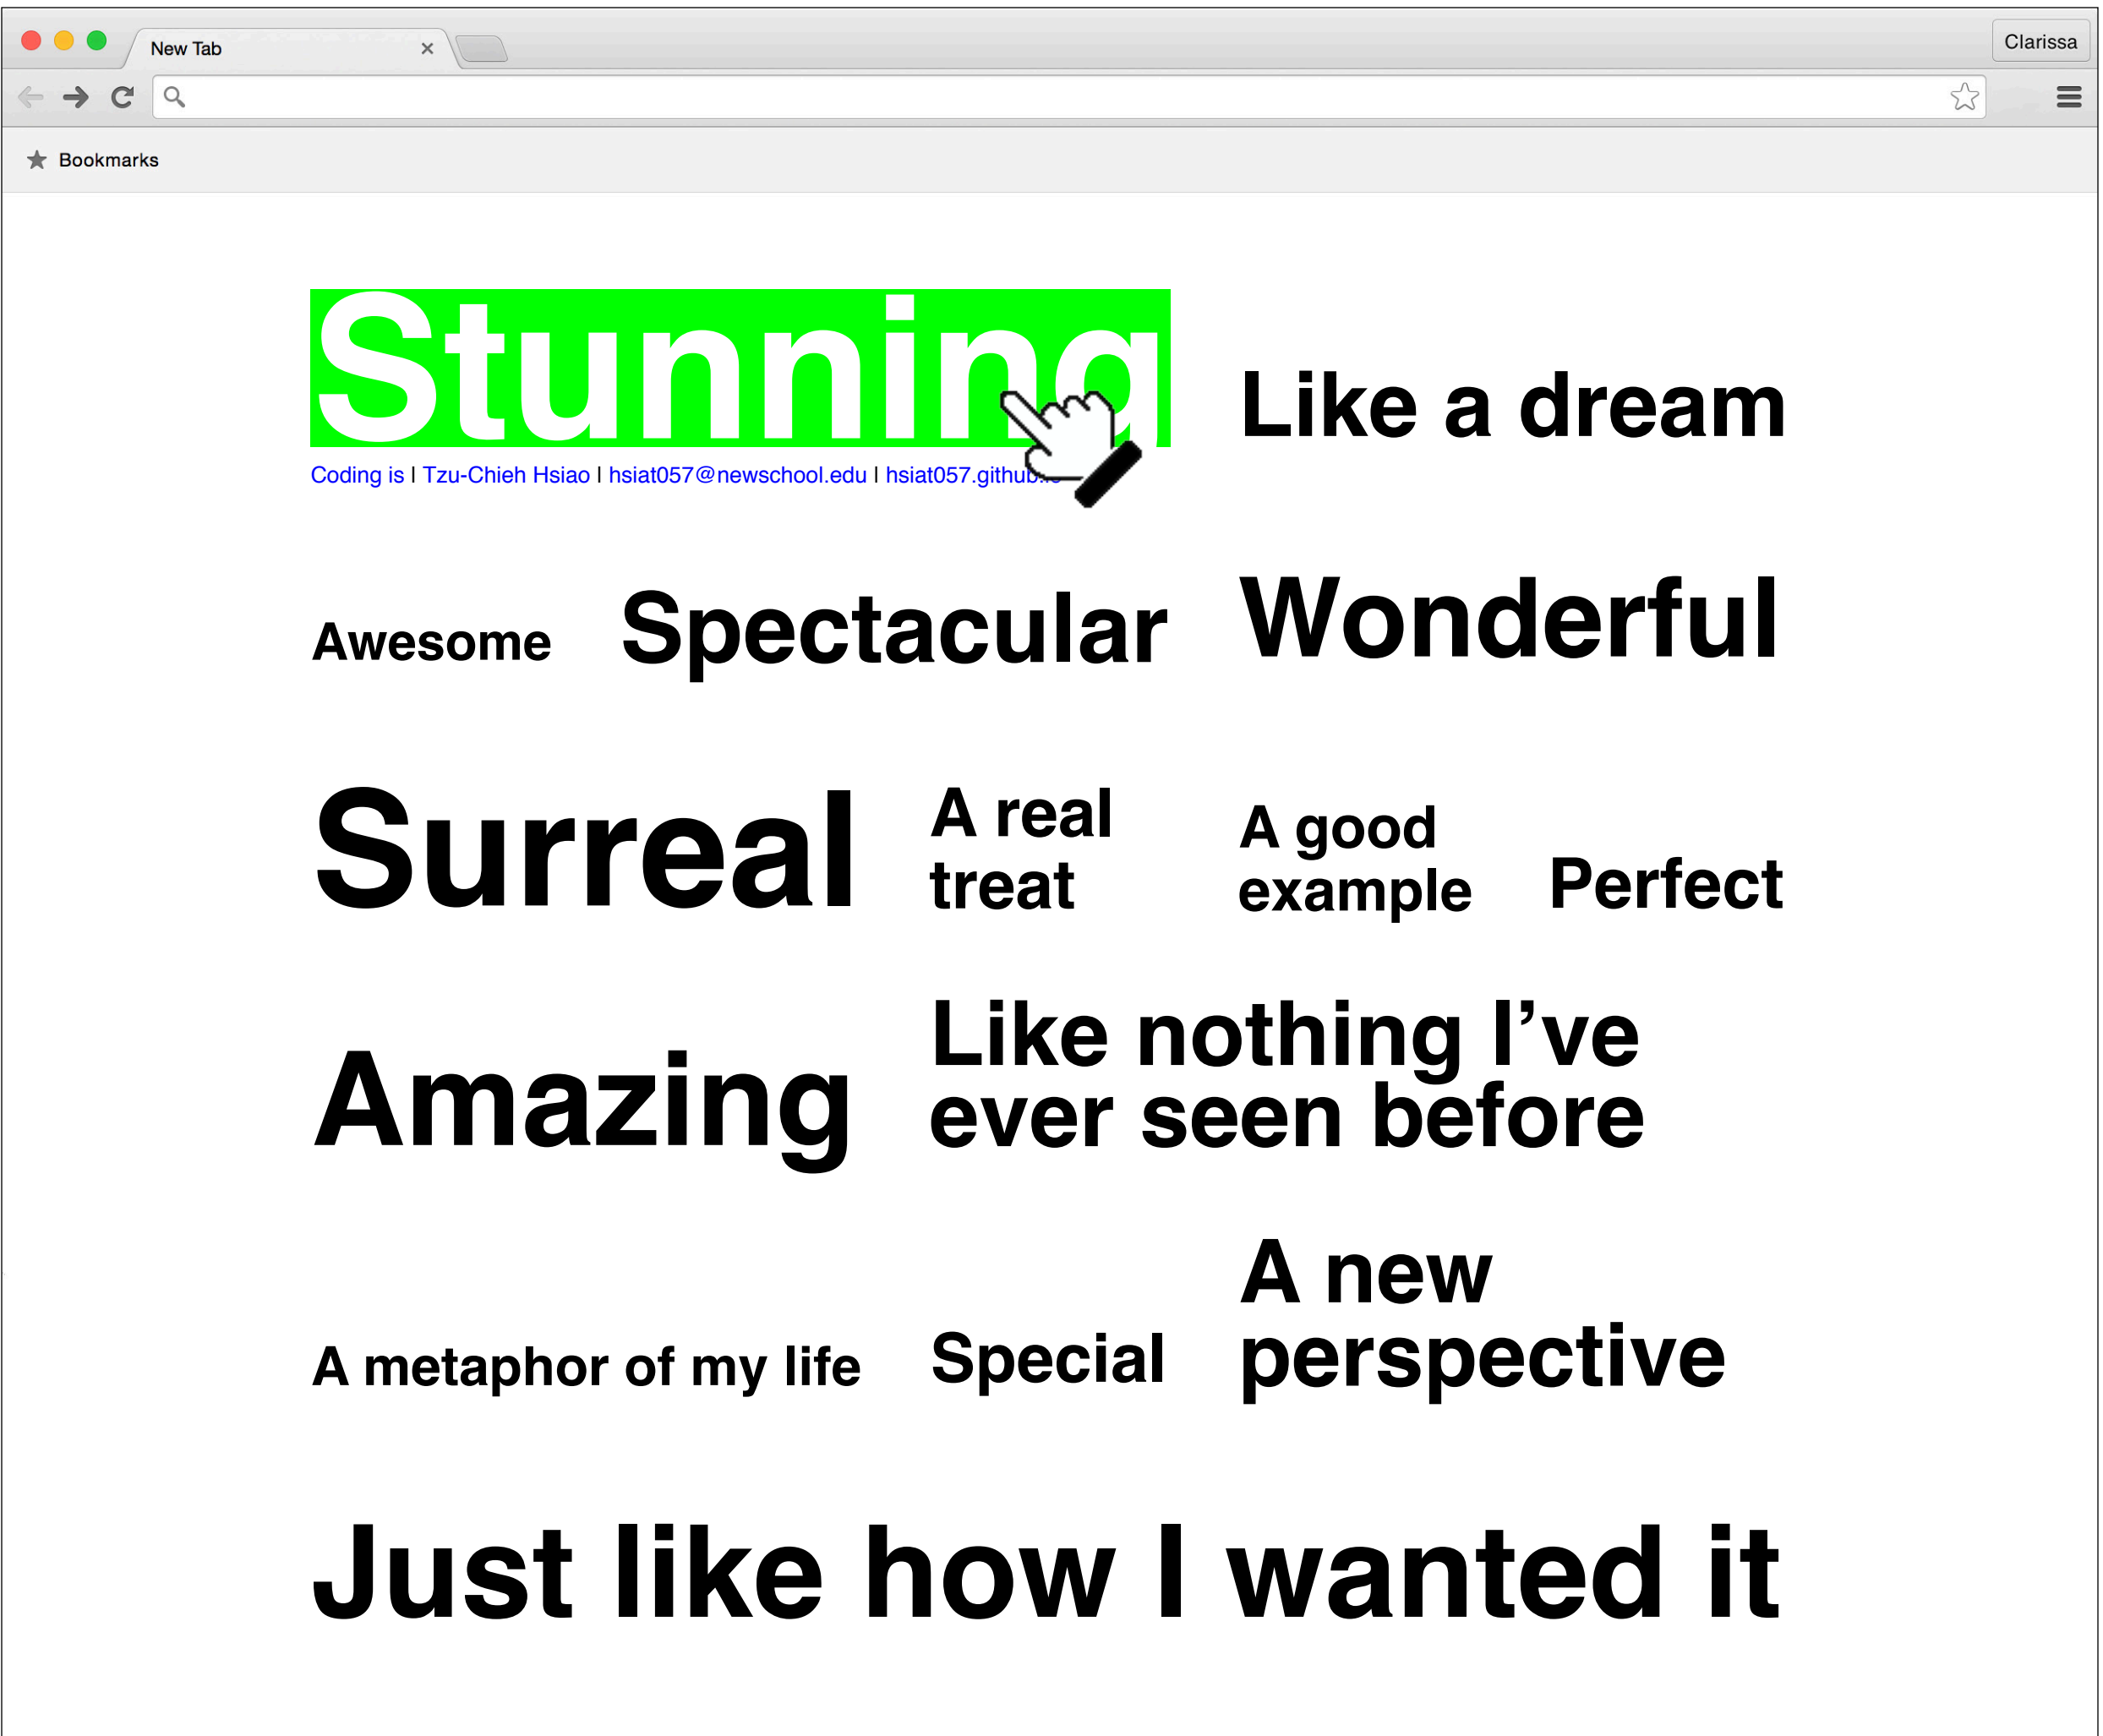 New Tab
Clarissa
Bookmarks
Stunning
Like a dream
Coding is | Tzu-Chieh Hsiao | hsiat057@newschool.edu | hsiat057.github.io
Awesome
Spectacular
Wonderful
Surreal
A real
treat
A good
example
Perfect
Amazing
Like nothing I’ve
ever seen before
A metaphor of my life
Special
A new
perspective
Just like how I wanted it